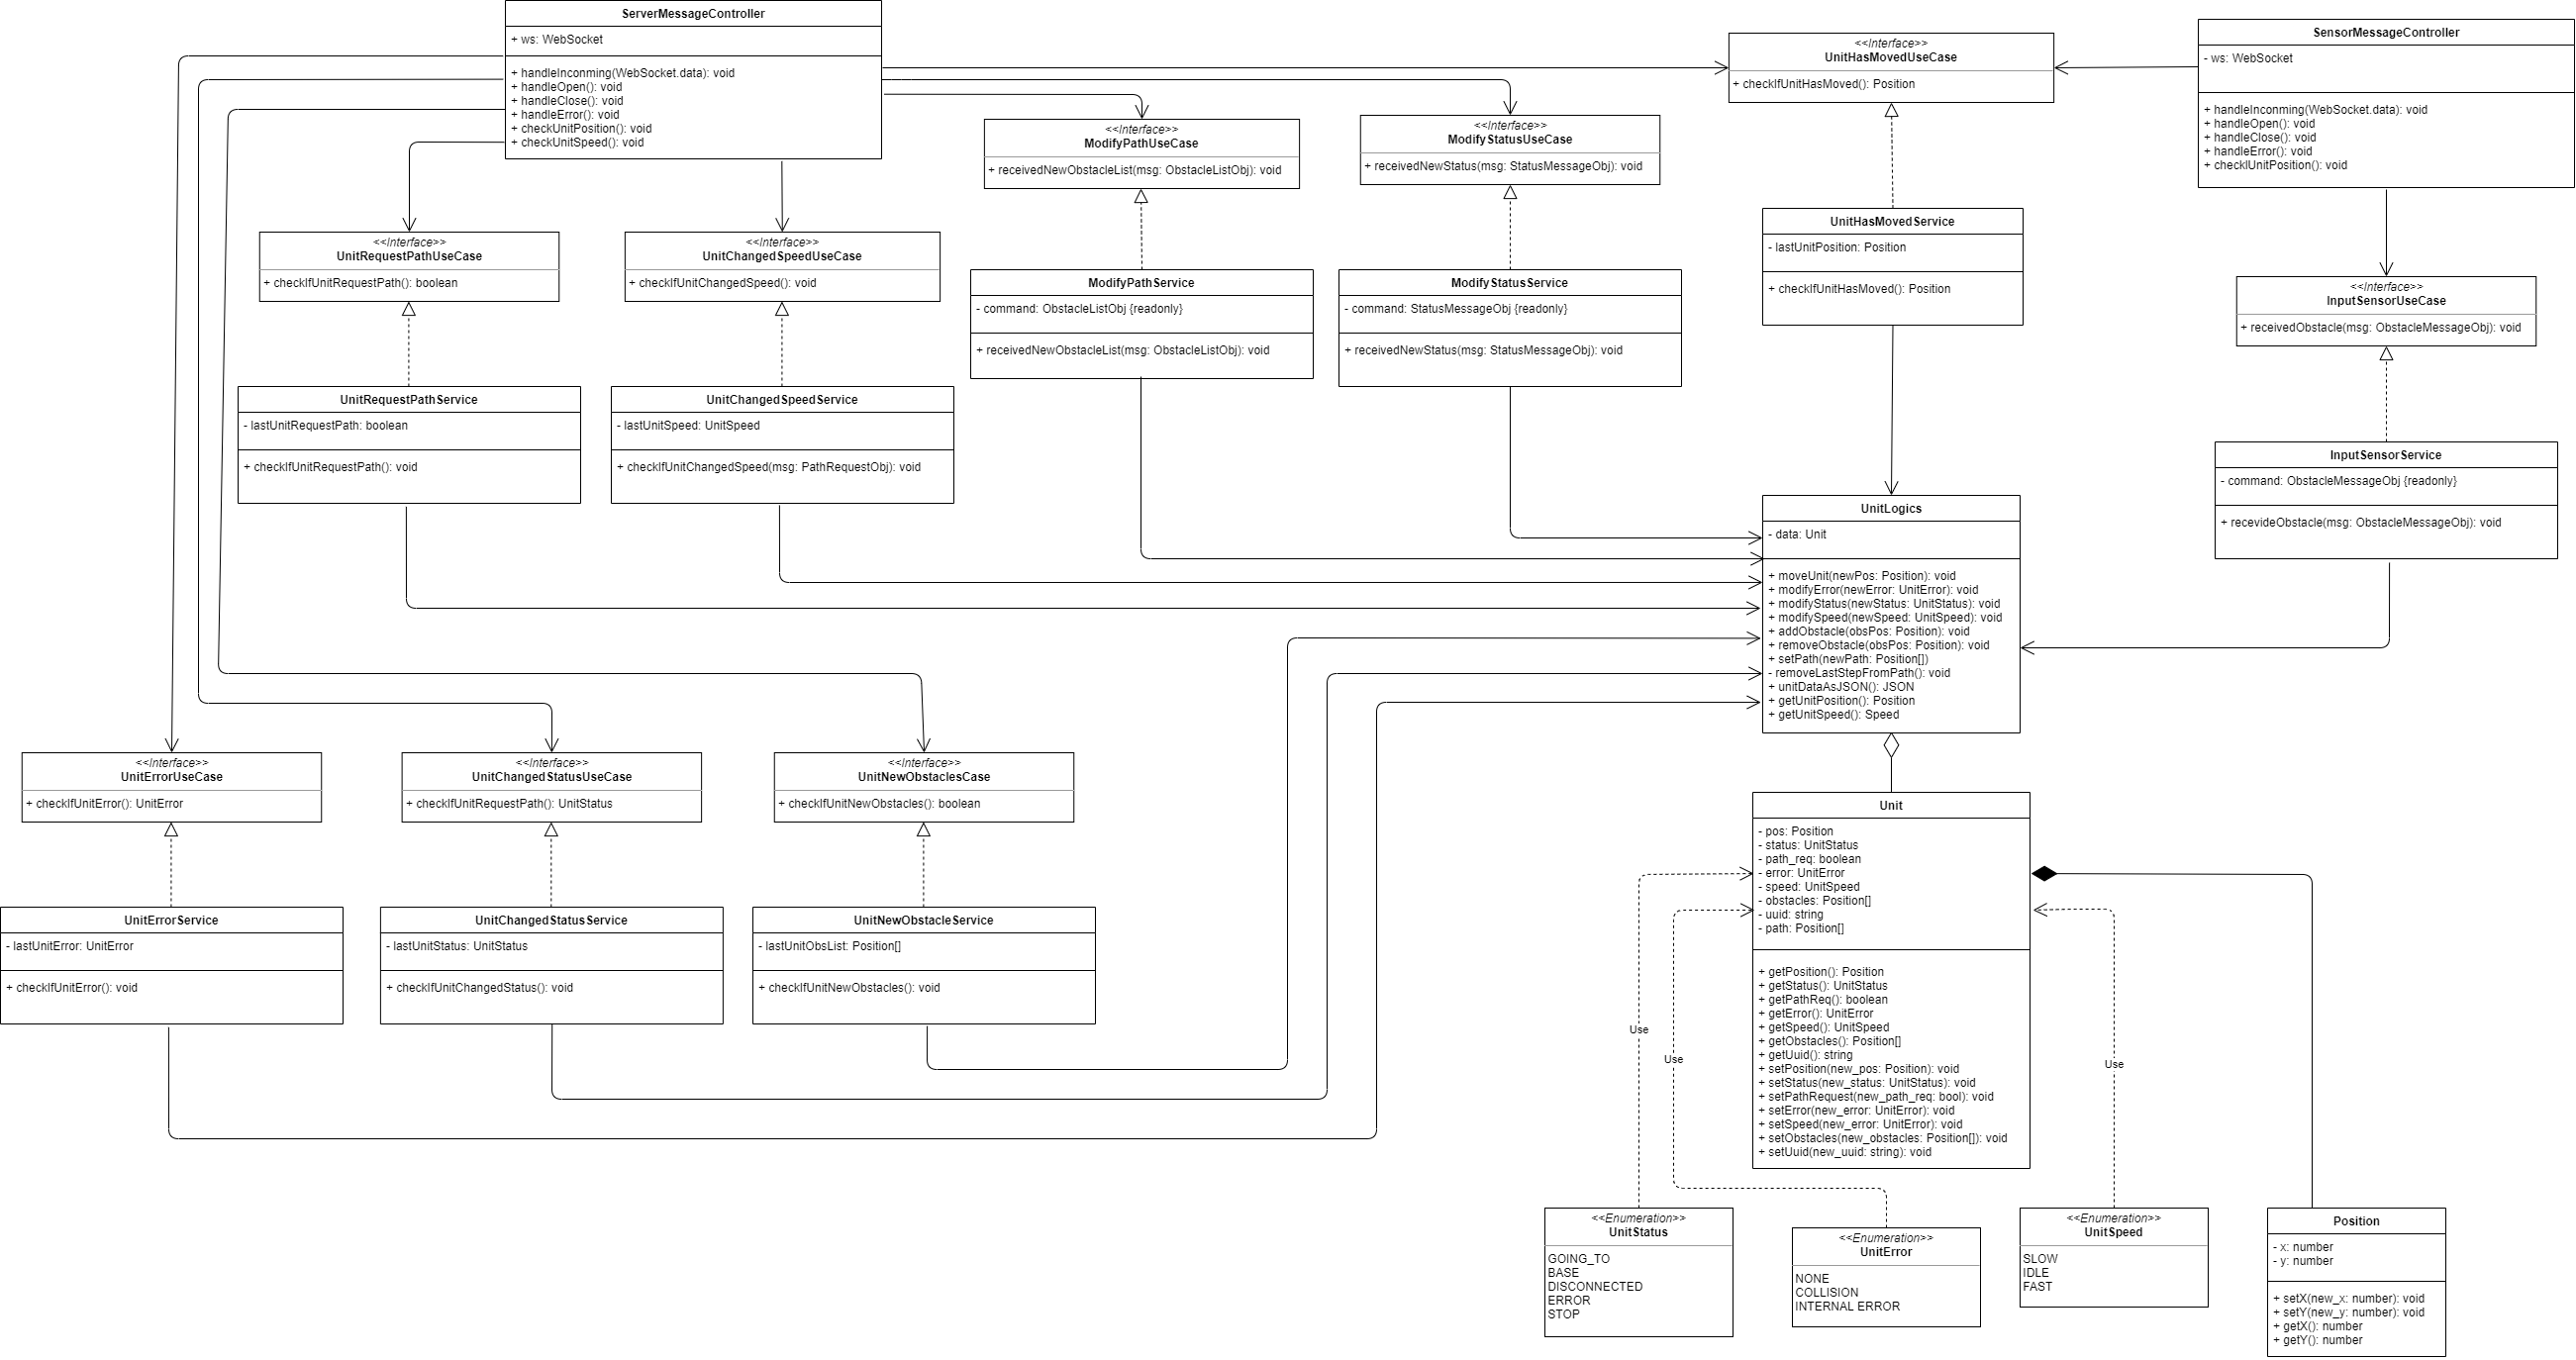 ServerMessageController
+ ws: WebSocket
+ handleInconming(WebSocket.data): void
+ handleOpen(): void
+ handleClose(): void
+ handleError(): void
+ checkUnitPosition(): void
+ checkUnitSpeed(): void
<<Interface>>
UnitHasMovedUseCase
+ checkIfUnitHasMoved(): Position
SensorMessageController
- ws: WebSocket
+ handleInconming(WebSocket.data): void
+ handleOpen(): void
+ handleClose(): void
+ handleError(): void
+ checkIUnitPosition(): void
<<Interface>>
ModifyPathUseCase
+ receivedNewObstacleList(msg: ObstacleListObj): void
<<Interface>>
ModifyStatusUseCase
+ receivedNewStatus(msg: StatusMessageObj): void
<<Interface>>
UnitRequestPathUseCase
+ checkIfUnitRequestPath(): boolean
<<Interface>>
UnitChangedSpeedUseCase
+ checkIfUnitChangedSpeed(): void
ModifyPathService
- command: ObstacleListObj {readonly}
+ receivedNewObstacleList(msg: ObstacleListObj): void
ModifyStatusService
- command: StatusMessageObj {readonly}
+ receivedNewStatus(msg: StatusMessageObj): void
UnitHasMovedService
- lastUnitPosition: Position
+ checkIfUnitHasMoved(): Position
<<Interface>>
InputSensorUseCase
+ receivedObstacle(msg: ObstacleMessageObj): void
UnitRequestPathService
- lastUnitRequestPath: boolean
+ checkIfUnitRequestPath(): void
UnitChangedSpeedService
- lastUnitSpeed: UnitSpeed
+ checkIfUnitChangedSpeed(msg: PathRequestObj): void
InputSensorService
- command: ObstacleMessageObj {readonly}
+ recevideObstacle(msg: ObstacleMessageObj): void
UnitLogics
- data: Unit
+ moveUnit(newPos: Position): void
+ modifyError(newError: UnitError): void
+ modifyStatus(newStatus: UnitStatus): void
+ modifySpeed(newSpeed: UnitSpeed): void
+ addObstacle(obsPos: Position): void
+ removeObstacle(obsPos: Position): void
+ setPath(newPath: Position[])
- removeLastStepFromPath(): void
+ unitDataAsJSON(): JSON
+ getUnitPosition(): Position
+ getUnitSpeed(): Speed
<<Interface>>
UnitErrorUseCase
+ checkIfUnitError(): UnitError
<<Interface>>
UnitChangedStatusUseCase
+ checkIfUnitRequestPath(): UnitStatus
<<Interface>>
UnitNewObstaclesCase
+ checkIfUnitNewObstacles(): boolean
UnitErrorService
- lastUnitError: UnitError
+ checkIfUnitError(): void
UnitChangedStatusService
- lastUnitStatus: UnitStatus
+ checkIfUnitChangedStatus(): void
UnitNewObstacleService
- lastUnitObsList: Position[]
+ checkIfUnitNewObstacles(): void
Unit
- pos: Position
- status: UnitStatus
- path_req: boolean
- error: UnitError
- speed: UnitSpeed
- obstacles: Position[]
- uuid: string
- path: Position[]
+ getPosition(): Position
+ getStatus(): UnitStatus
+ getPathReq(): boolean
+ getError(): UnitError
+ getSpeed(): UnitSpeed
+ getObstacles(): Position[]
+ getUuid(): string
+ setPosition(new_pos: Position): void
+ setStatus(new_status: UnitStatus): void
+ setPathRequest(new_path_req: bool): void
+ setError(new_error: UnitError): void
+ setSpeed(new_error: UnitError): void
+ setObstacles(new_obstacles: Position[]): void
+ setUuid(new_uuid: string): void
Use
Use
Use
<<Enumeration>>
UnitStatus
GOING_TO
BASE
DISCONNECTED
ERROR
STOP
<<Enumeration>>
UnitError
NONE
COLLISION
INTERNAL ERROR
<<Enumeration>>
UnitSpeed
SLOW
IDLE
FAST
Position
- x: number
- y: number
+ setX(new_x: number): void
+ setY(new_y: number): void
+ getX(): number
+ getY(): number